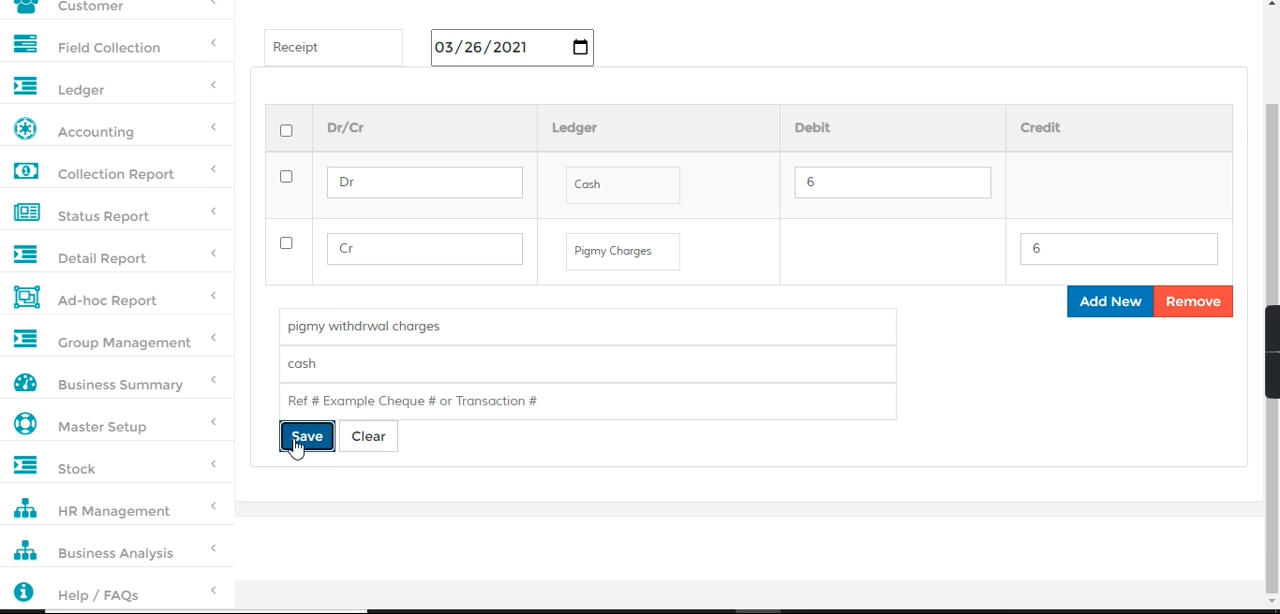 Customer
Field Collection
Ledger
Accounting
Collection Report
Status Report
Detail Report
Ad-hoc Report
Group Management
Business Summary
Master Setup
Stock
HR Management
Business Analysis
Help / FAQs
Receipt 03/26/2021
Dr/Cr Ledger Debit Credit
Dr Cash 6
Cr Pigmy Charges 6
Add New Remove
pigmy withdrwal charges
cash
Ref # Example Cheque # or Transaction #
Save Clear